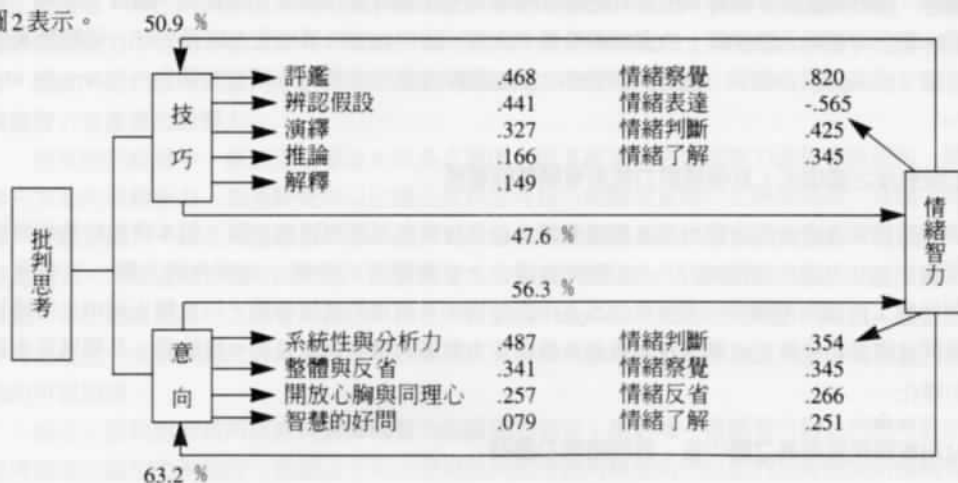 圖2表示。 50.9 %
評鑑 .468 情緒察覺 .820
辨認假設 .441 情緒表達 -.565
技巧
演繹 .327 情緒判斷 .425
推論 .166 情緒了解 .345
解釋 .149
47.6 %
情緒智力
批判思考
56.3 %
系統性與分析力 .487 情緒判斷 .354
意向
整體與反省 .341 情緒察覺 .345
開放心胸與同理心 .257 情緒反省 .266
智慧的好問 .079 情緒了解 .251
63.2 %